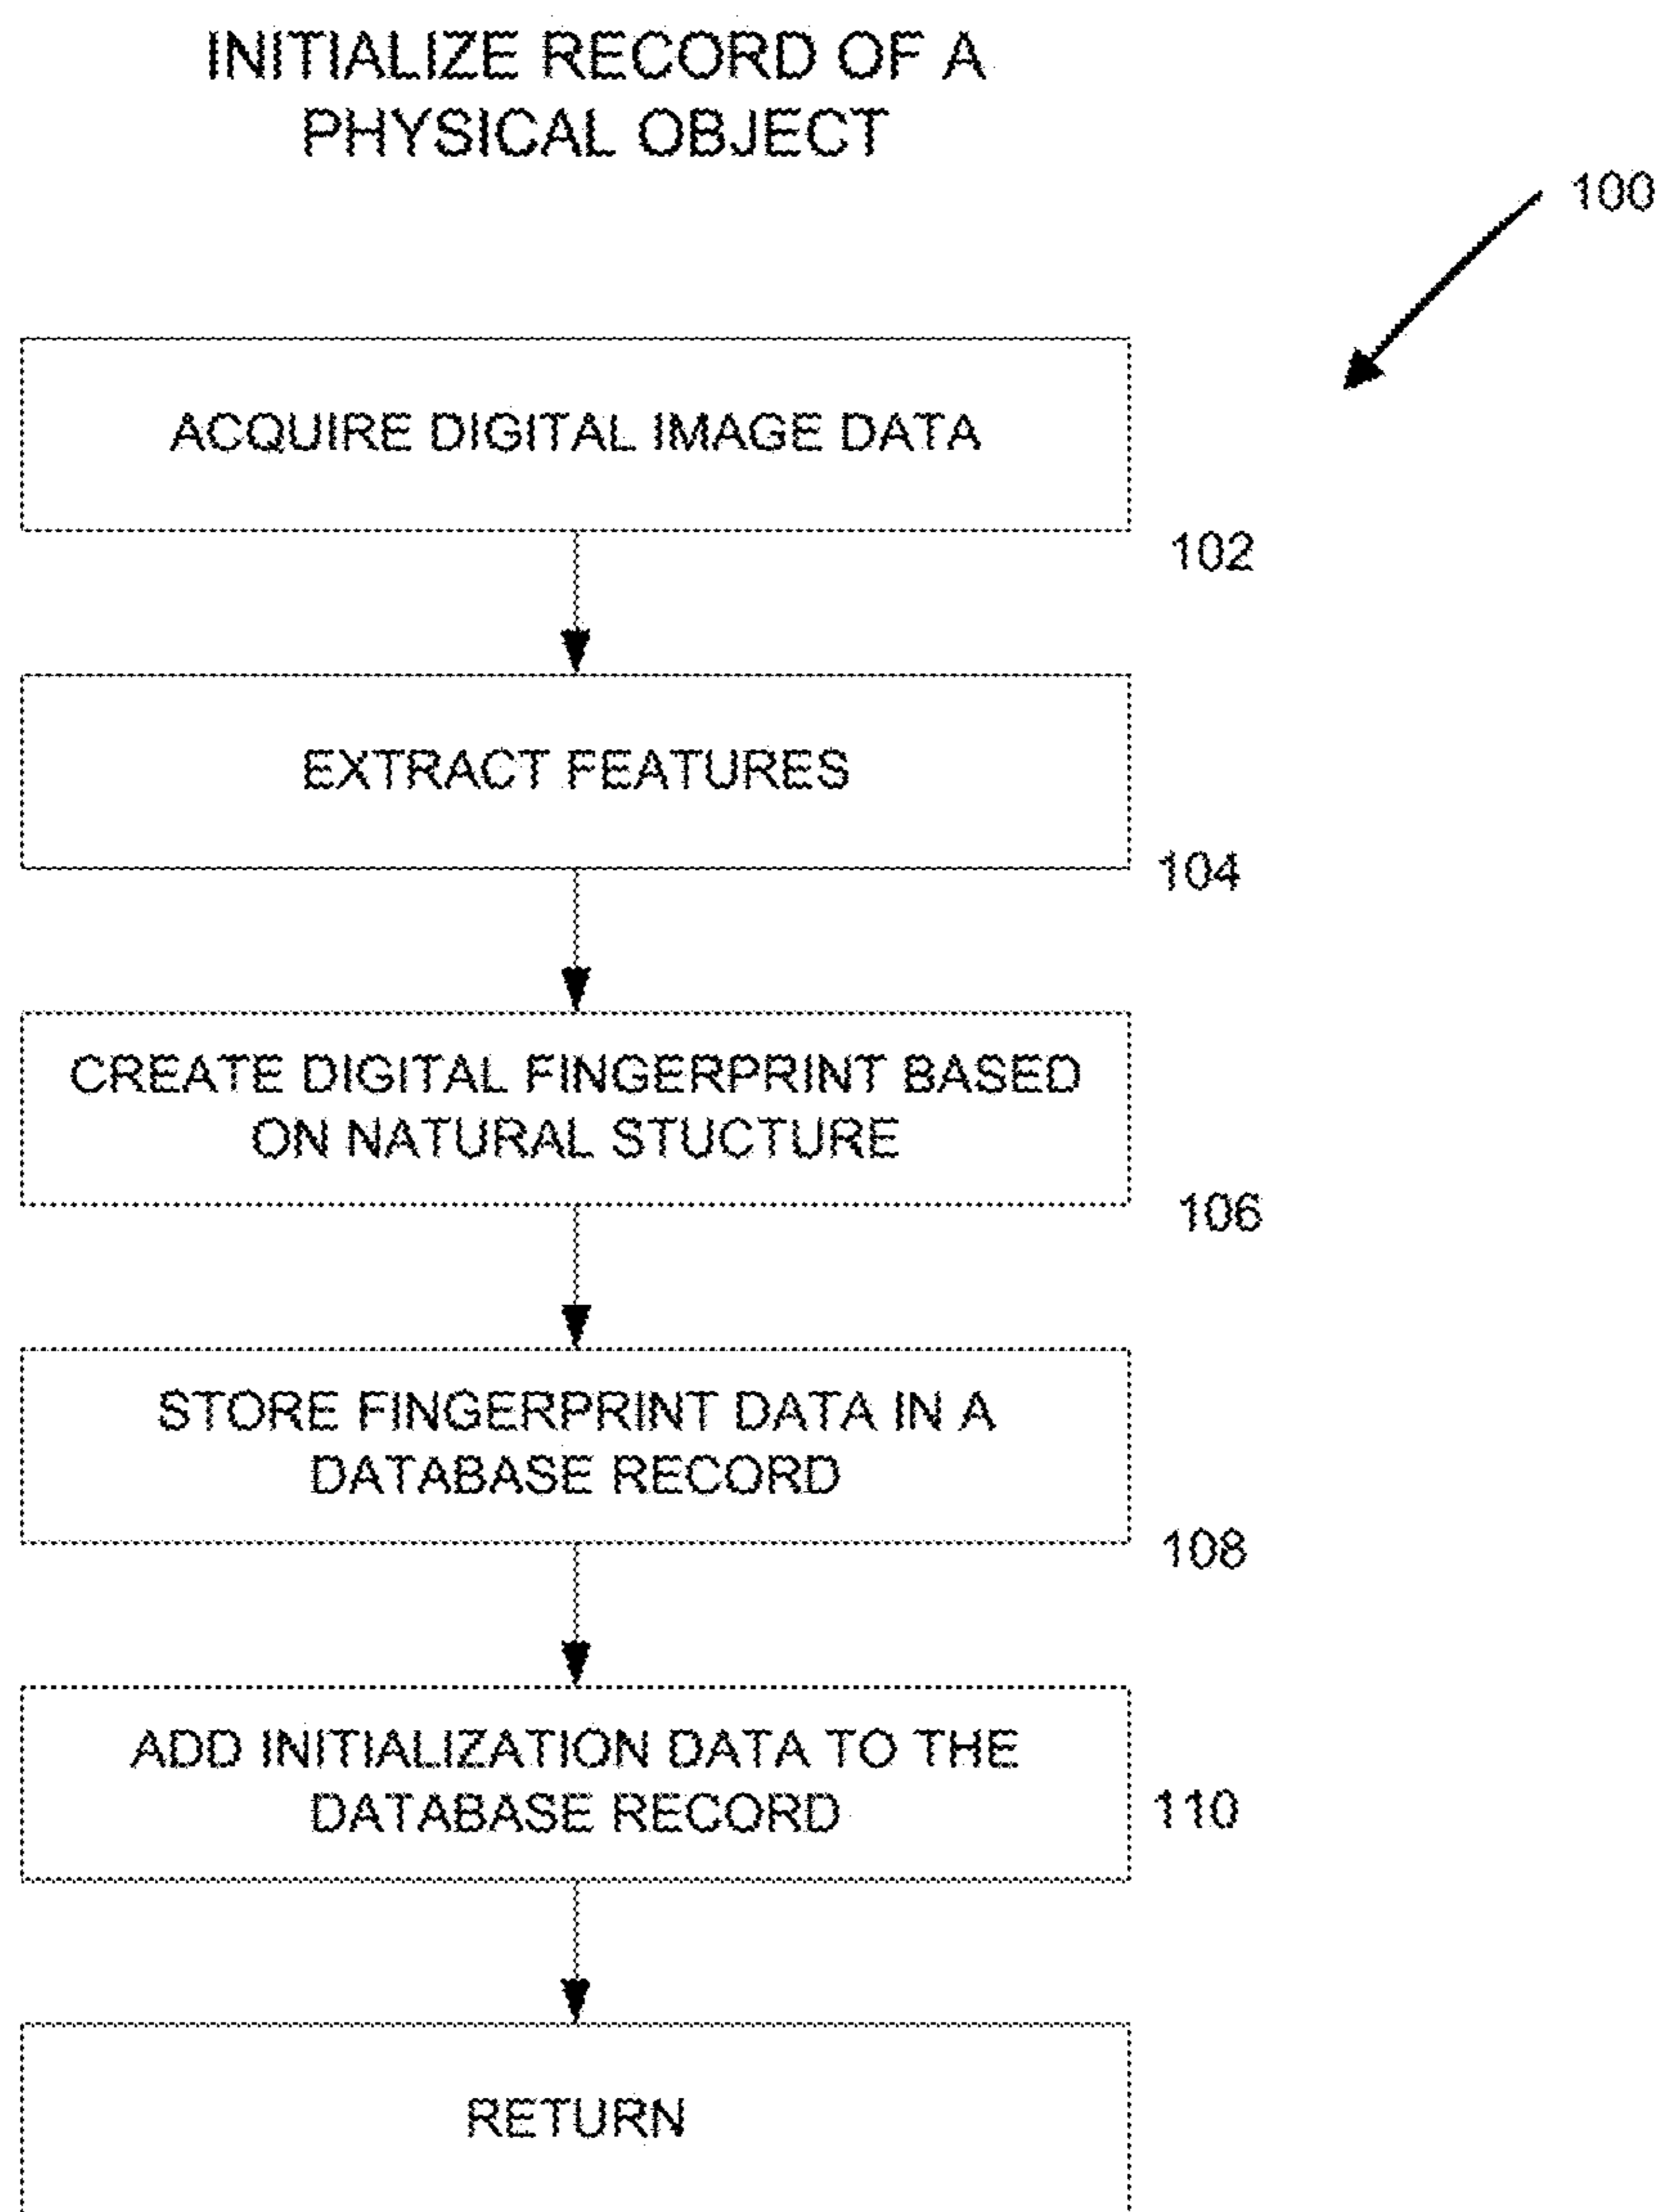 INITIALIZE RECORD OF A
PHYSICAL OBJECT
100
ACQUIRE DIGITAL IMAGE DATA
102
EXTRACT FEATURES
104
CREATE DIGITAL FINGERPRINT BASED
ON NATURAL STUCTURE
106
STORE FINGERPRINT DATA IN A
DATABASE RECORD
108
ADD INITIALIZATION DATA TO THE
DATABASE RECORD
110
RETURN